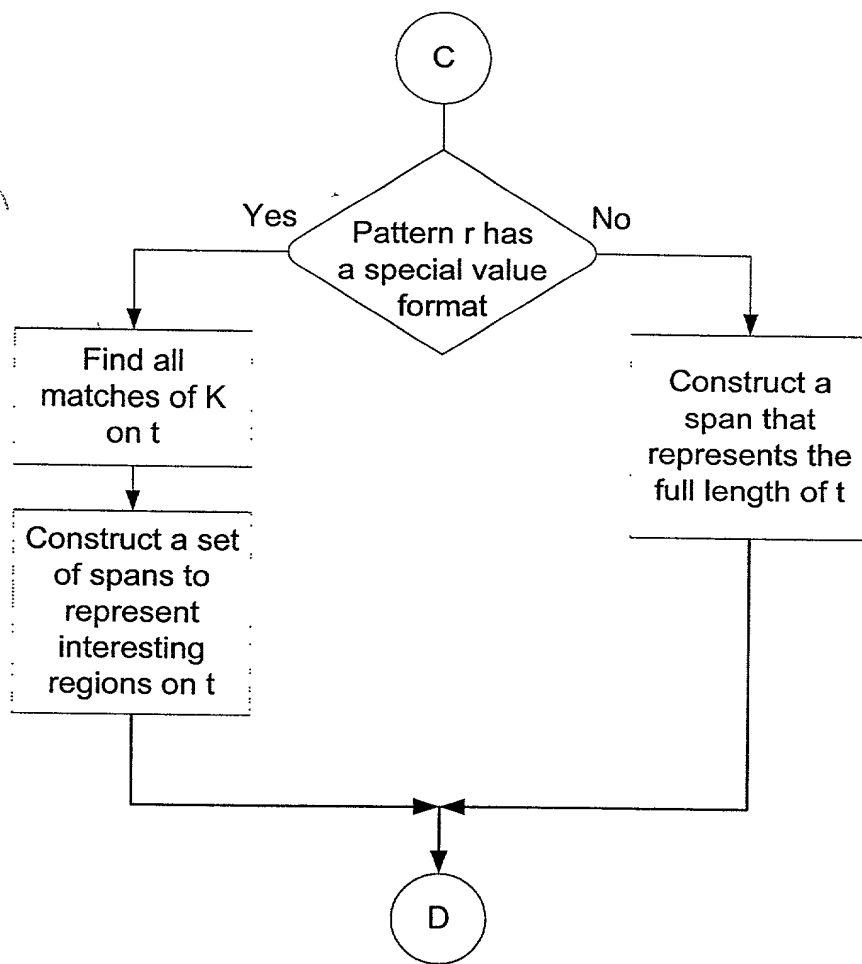 C
Yes
No
Pattern r has
a special value
format
Find all
matches of K
on t
Construct a set
of spans to
represent
interesting
regions on t
Construct a
span that
represents the
full length of t
D